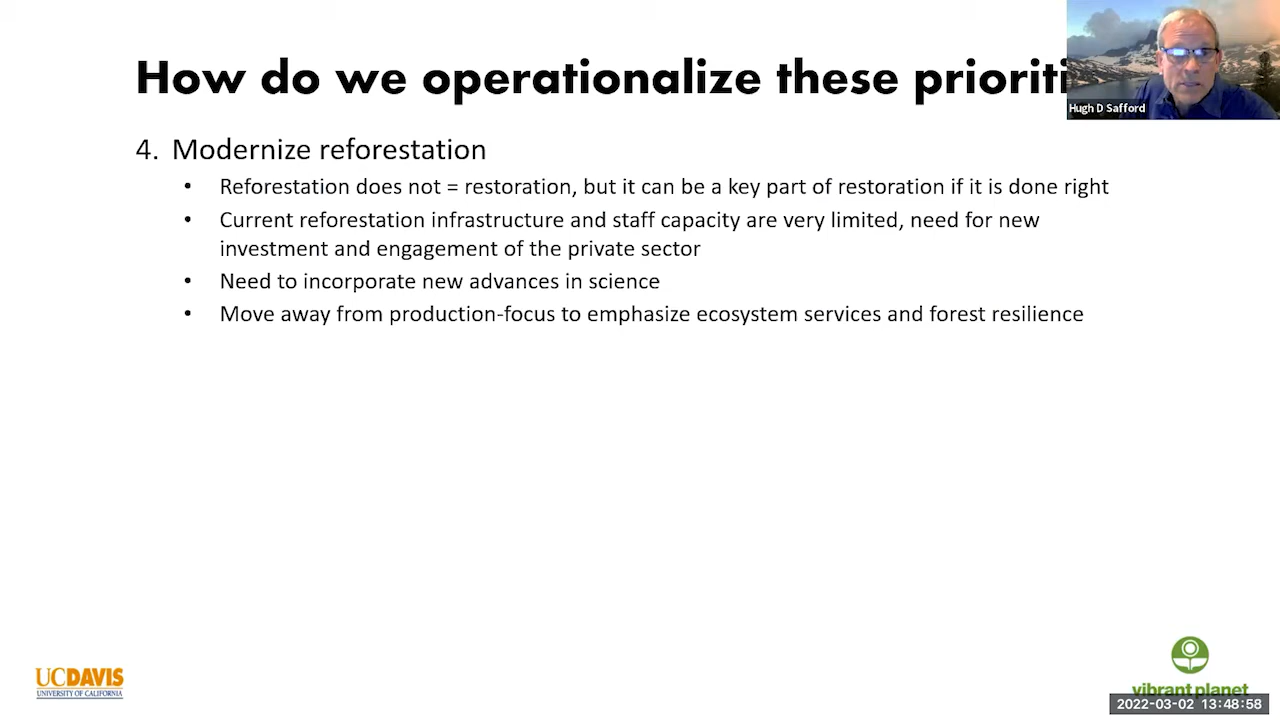 How do we operationalize these prioriti
Hugh D Safford
4. Modernize reforestation
• Reforestation does not = restoration, but it can be a key part of restoration if it is done right
• Current reforestation infrastructure and staff capacity are very limited, need for new
investment and engagement of the private sector
• Need to incorporate new advances in science
• Move away from production-focus to emphasize ecosystem services and forest resilience
UCDAVIS
UNIVERSITY OF CALIFORNIA
vibrant planet
2022-03-02 13:48:58